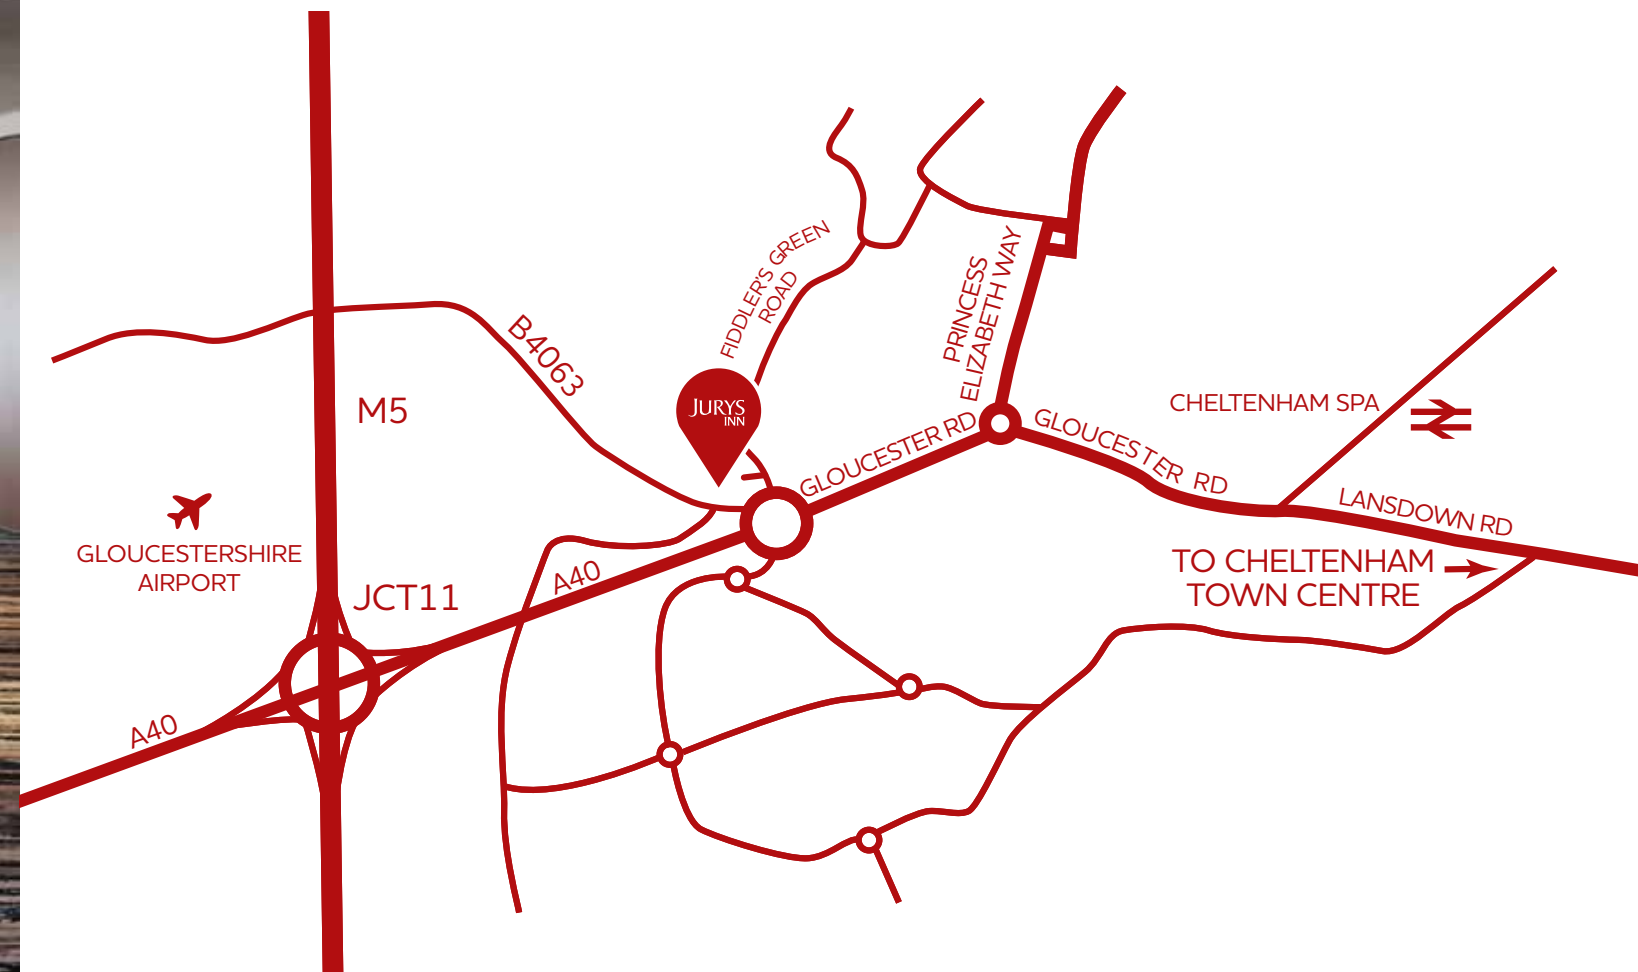 FIDDLER'S GREEN
ROAD
PRINCESS
ELIZABETH WAY
B4063
M5
JURYS
INN
CHELTENHAM SPA
GLOUCESTER RD
GLOUCESTER RD
LANSDOWN RD
GLOUCESTERSHIRE
AIRPORT
JCT11
A40
TO CHELTENHAM
TOWN CENTRE
A40